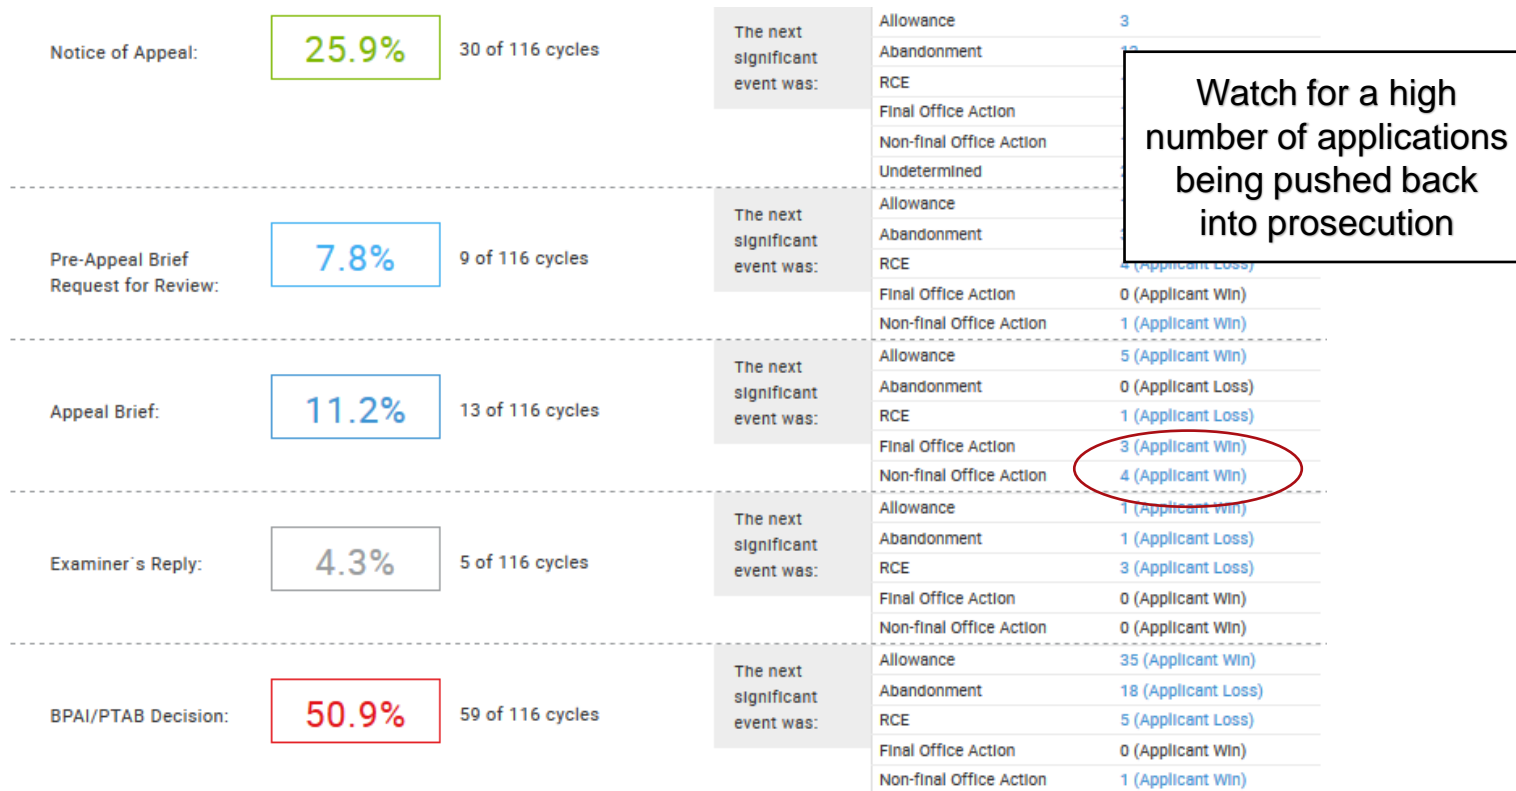 Notice of Appeal:
25.9%
30 of 116 cycles
The next
significant
event was:
Allowance 3
Abandonment
RCE
Final Office Action
Non-final Office Action
Undetermined
Watch for a high
number of applications
being pushed back
into prosecution
Pre-Appeal Brief
Request for Review:
7.8%
9 of 116 cycles
The next
significant
event was:
Allowance
Abandonment
RCE 4 (Applicant Loss)
Final Office Action 0 (Applicant Win)
Non-final Office Action 1 (Applicant Win)
Appeal Brief:
11.2%
13 of 116 cycles
The next
significant
event was:
Allowance 5 (Applicant Win)
Abandonment 0 (Applicant Loss)
RCE 1 (Applicant Loss)
Final Office Action 3 (Applicant Win)
Non-final Office Action 4 (Applicant Win)
Examiner`s Reply:
4.3%
5 of 116 cycles
The next
significant
event was:
Allowance 1 (Applicant Win)
Abandonment 1 (Applicant Loss)
RCE 3 (Applicant Loss)
Final Office Action 0 (Applicant Win)
Non-final Office Action 0 (Applicant Win)
BPAI/PTAB Decision:
50.9%
59 of 116 cycles
The next
significant
event was:
Allowance 35 (Applicant Win)
Abandonment 18 (Applicant Loss)
RCE 5 (Applicant Loss)
Final Office Action 0 (Applicant Win)
Non-final Office Action 1 (Applicant Win)